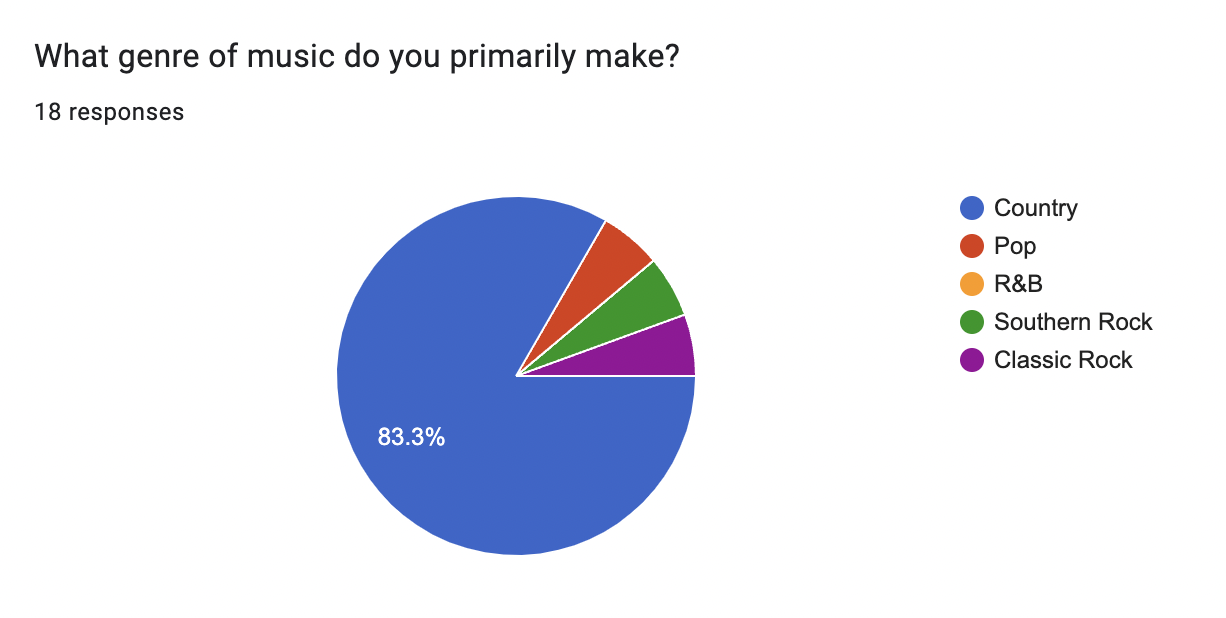 What genre of music do you primarily make?
18 responses
83.3%
Country
Pop
R&B
Southern Rock
Classic Rock